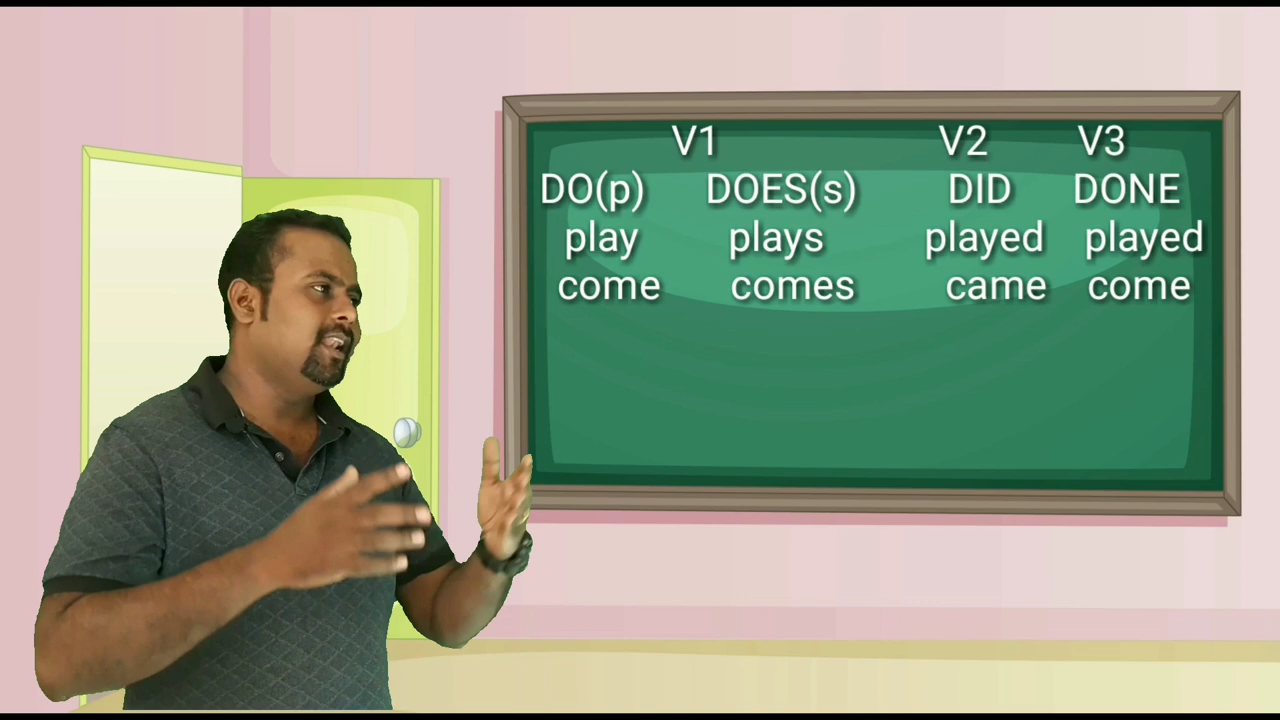 V1 V2 V3
DO(p) DOES(s) DID DONE
play plays played played
come comes came come